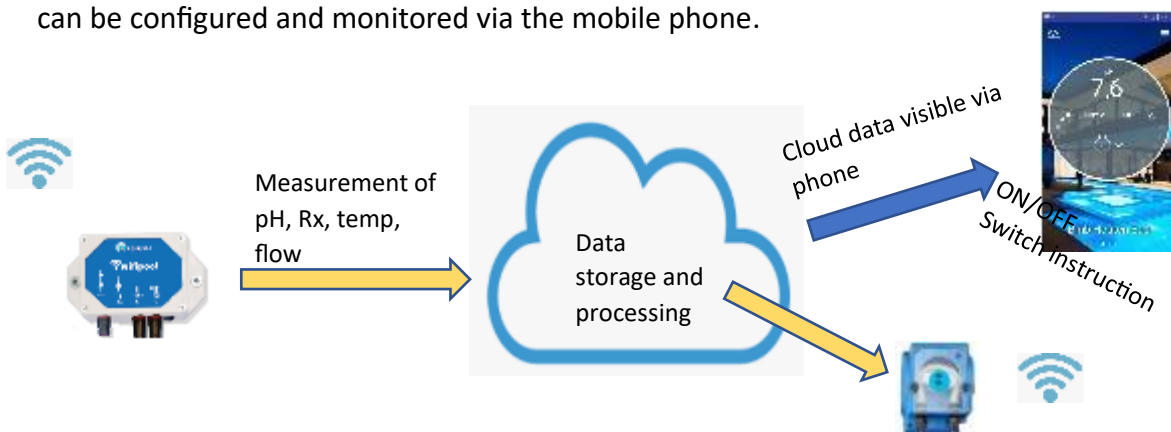 can be configured and monitored via the mobile phone.
Measurement of
pH, Rx, temp,
flow
Data
storage and
processing
Cloud data visible via
phone
7,6
ON/OFF
Switch instruction